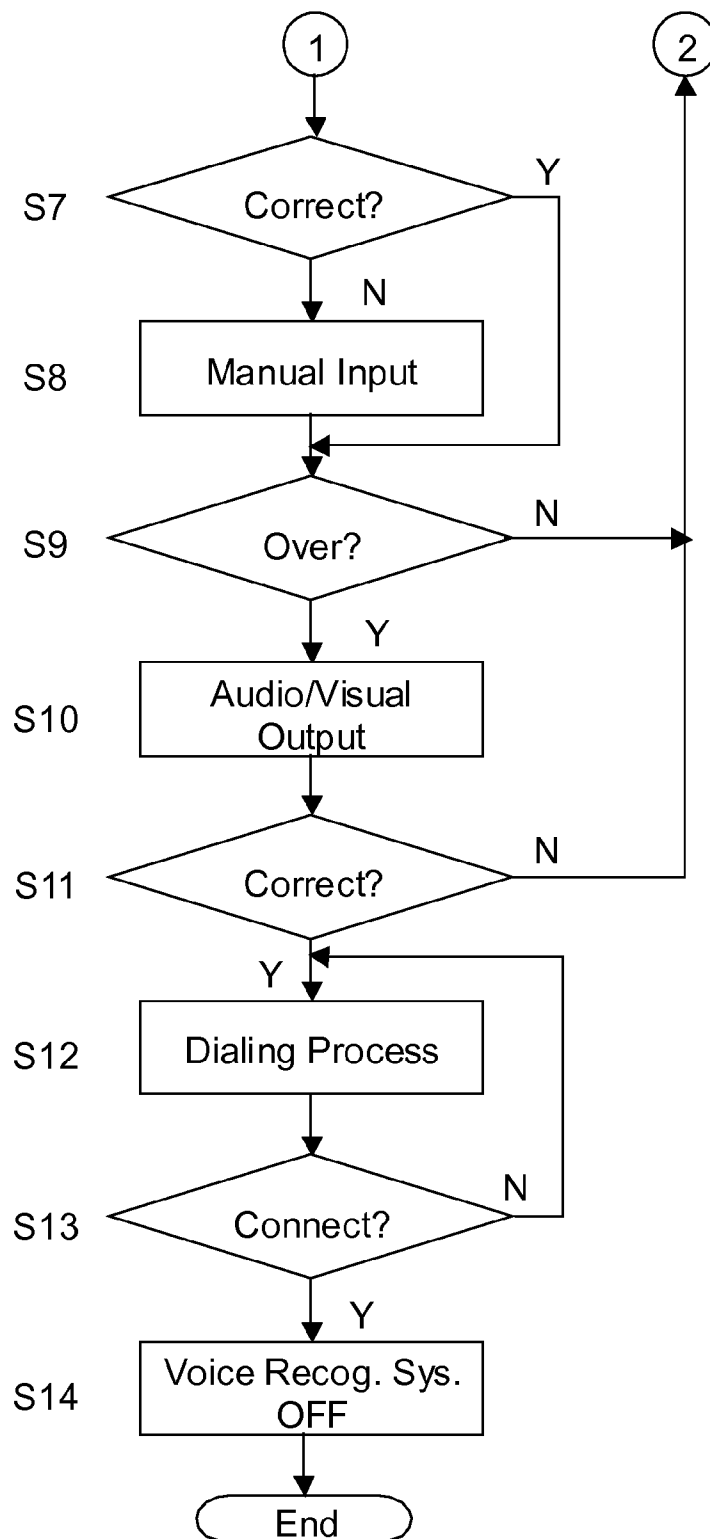 1
2
S7
Correct?
Y
N
S8
Manual Input
S9
Over?
N
Y
S10
Audio/Visual
Output
S11
Correct?
N
Y
S12
Dialing Process
S13
Connect?
N
Y
S14
Voice Recog. Sys.
OFF
End